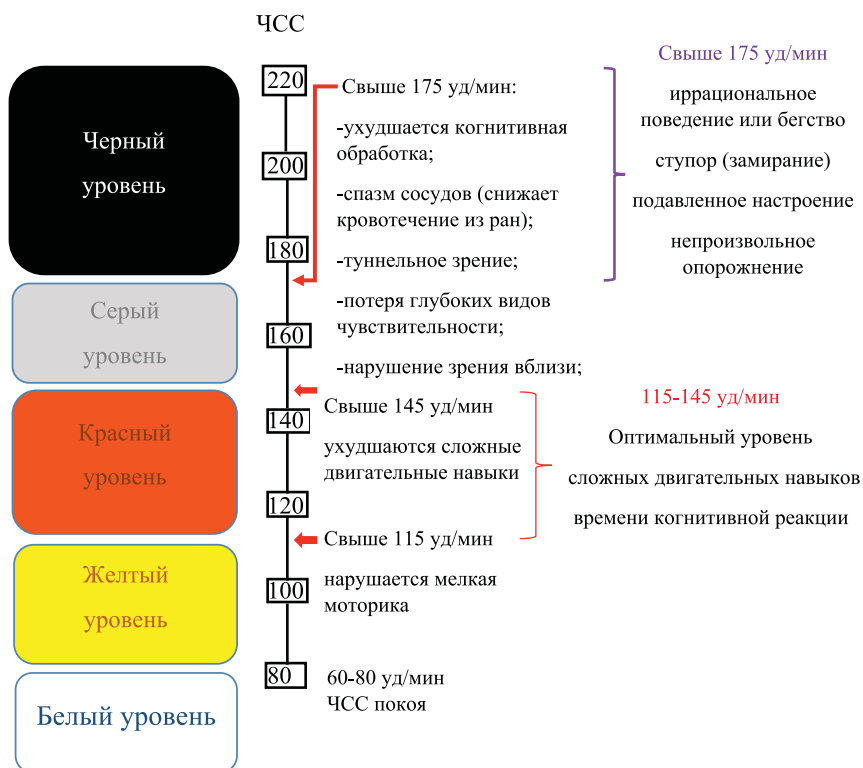 ЧСС
Черный
уровень
Серый
уровень
Красный
уровень
Желтый
уровень
Белый уровень
220
200
180
160
140
120
100
80
Свыше 175 уд/мин:
-ухудшается когнитивная
обработка;
-спазм сосудов (снижает
кровотечение из ран);
-туннельное зрение;
-потеря глубоких видов
чувствительности;
-нарушение зрения вблизи;
Свыше 145 уд/мин
ухудшаются сложные
двигательные навыки
Свыше 115 уд/мин
нарушается мелкая
моторика
60-80 уд/мин
ЧСС покоя
Свыше 175 уд/мин
иррациональное
поведение или бегство
ступор (замирание)
подавленное настроение
непроизвольное
опорожнение
115-145 уд/мин
Оптимальный уровень
сложных двигательных навыков
времени когнитивной реакции